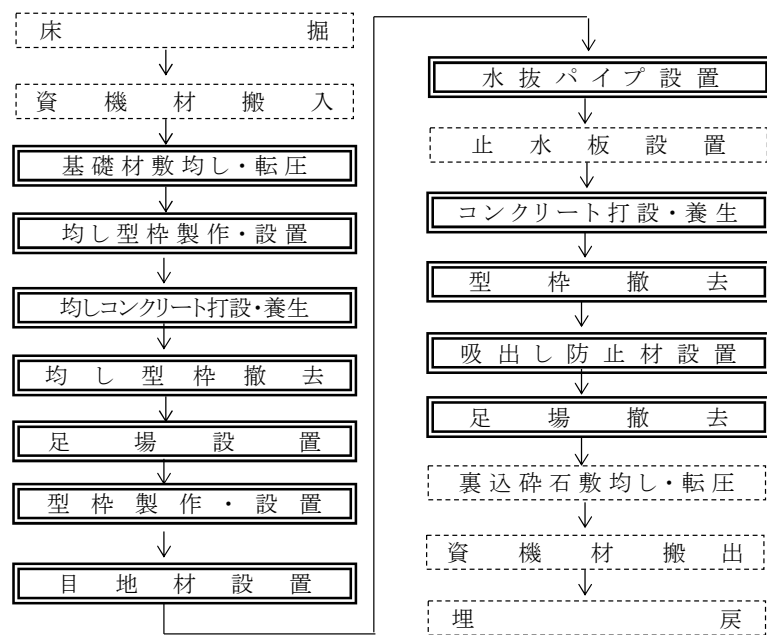 床掘
資機材搬入
基礎材敷均し・転圧
均し型枠製作・設置
均しコンクリート打設・養生
均し型枠撤去
足場設置
型枠製作・設置
目地材設置
水抜パイプ設置
止水板設置
コンクリート打設・養生
型枠撤去
吸出し防止材設置
足場撤去
裏込砕石敷均し・転圧
資機材搬出
埋戻